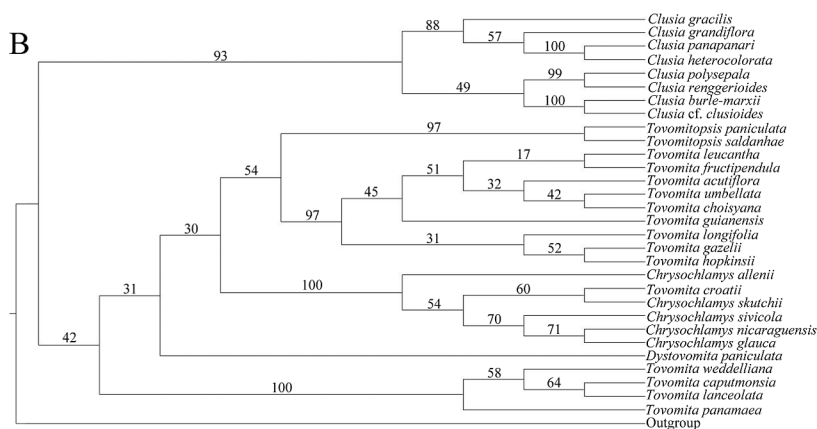 B
88
Clusia gracilis
57
Clusia grandiflora
100
Clusia panapanari
Clusia heterocolorata
93
99
Clusia polysepala
Clusia renggerioides
49
100
Clusia burle-marxii
Clusia cf. clusioides
97
Tovomitopsis paniculata
Tovomitopsis saldanhae
54
17
Tovomita leucantha
Tovomita fructipendula
51
32
Tovomita acutiflora
42
Tovomita umbellata
Tovomita choisyana
45
Tovomita guianensis
97
31
Tovomita longifolia
52
Tovomita gazelii
Tovomita hopkinsii
30
100
Chrysochlamys allenii
60
Tovomita croatii
Chrysochlamys skutchii
54
70
Chrysochlamys sivicola
71
Chrysochlamys nicaraguensis
Chrysochlamys glauca
31
Dystovomita paniculata
42
58
Tovomita weddelliana
64
Tovomita caputmonsia
Tovomita lanceolata
100
Tovomita panamaea
Outgroup